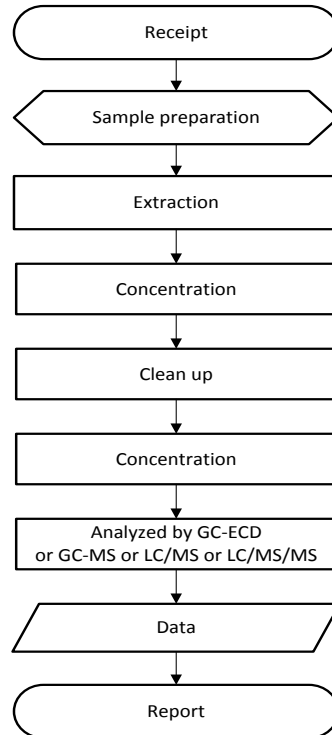 Receipt
Sample preparation
Extraction
Concentration
Clean up
Concentration
Analyzed by GC-ECD
or GC-MS or LC/MS or LC/MS/MS
Data
Report